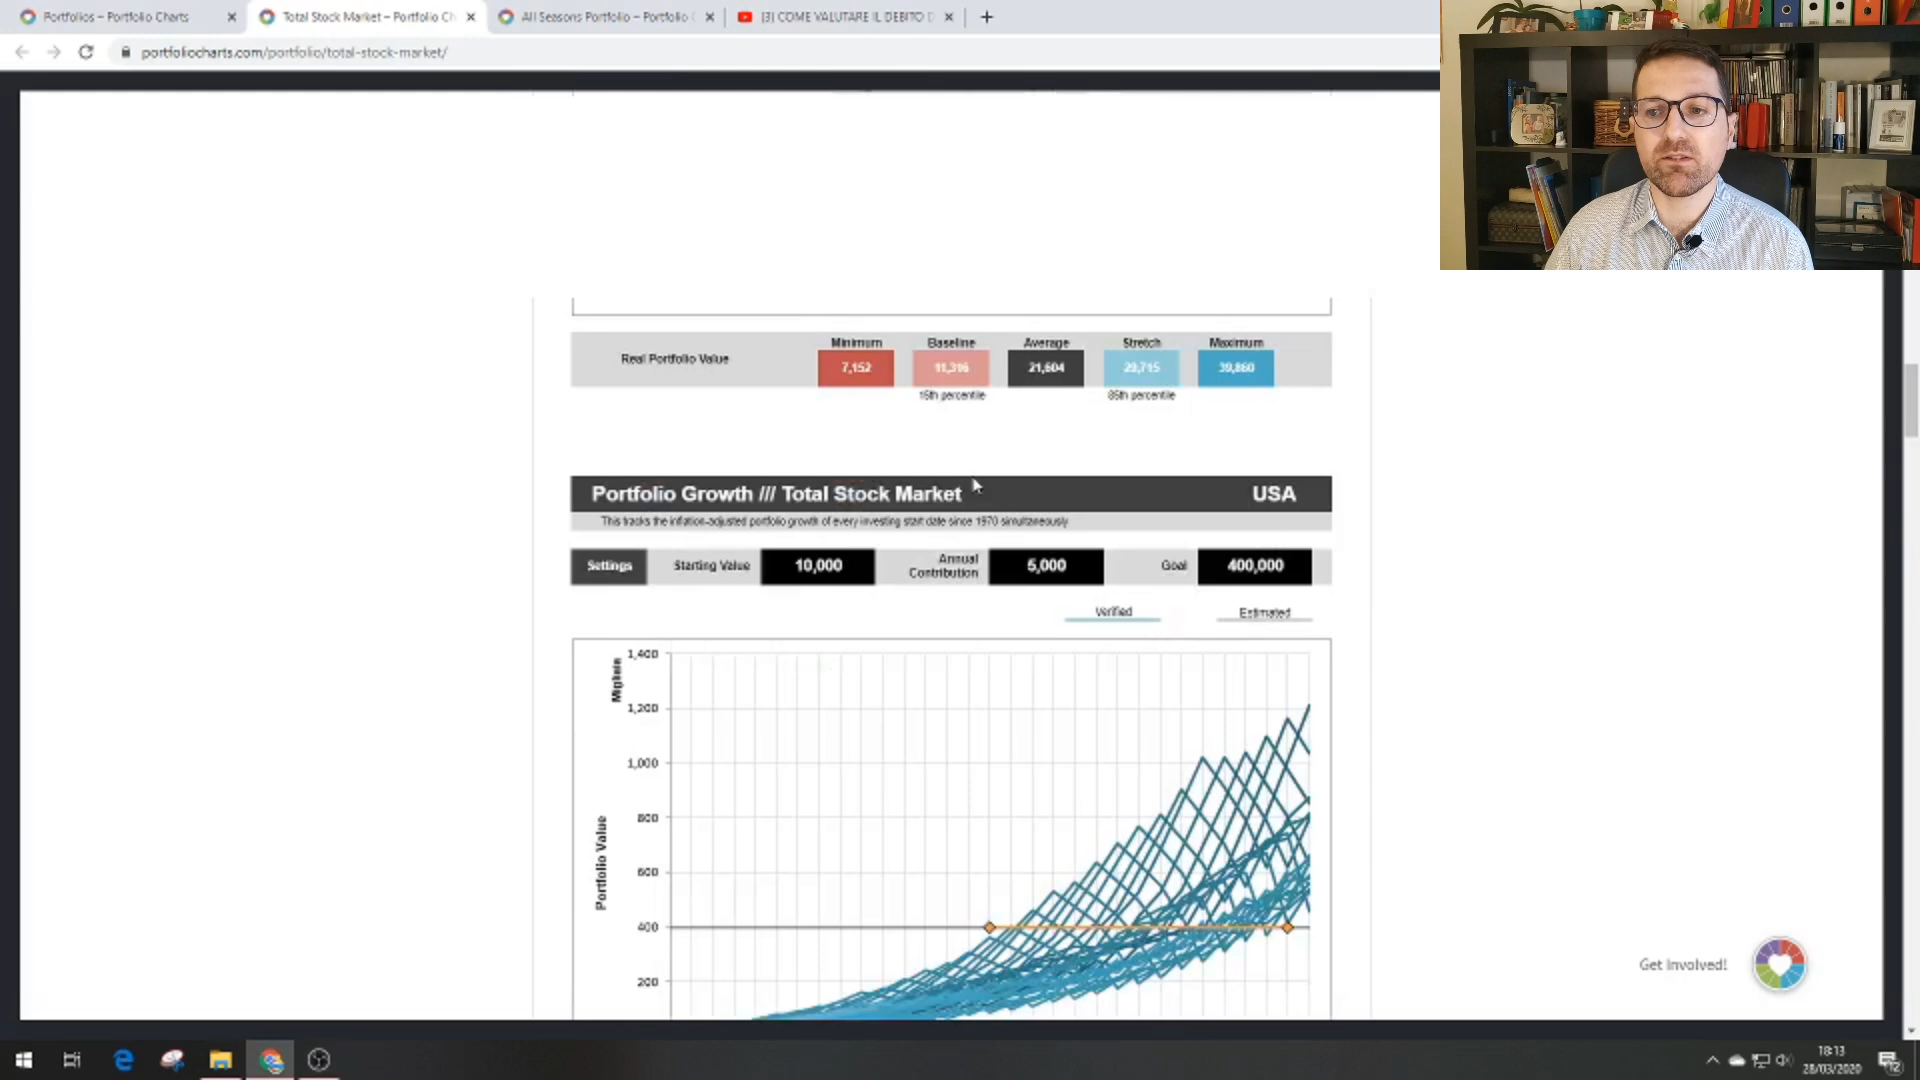 Portfolios – Portfolio Charts
Total Stock Market – Portfolio Ch
All Seasons Portfolio – Portfolio
(3) COME VALUTARE IL DEBITO D
portfoliocharts.com/portfolio/total-stock-market/
Minimum Baseline Average Stretch Maximum
Real Portfolio Value
7,152 11,316 21,604 29,715 39,860
15th percentile 85th percentile
Portfolio Growth /// Total Stock Market USA
This tracks the inflation-adjusted portfolio growth of every investing start date since 1970 simultaneously
Settings Starting Value 10,000 Annual Contribution 5,000 Goal 400,000
Verified Estimated
Migliaia
Portfolio Value
1,400
1,200
1,000
800
600
400
200
Get Involved!
18:13
28/03/2020